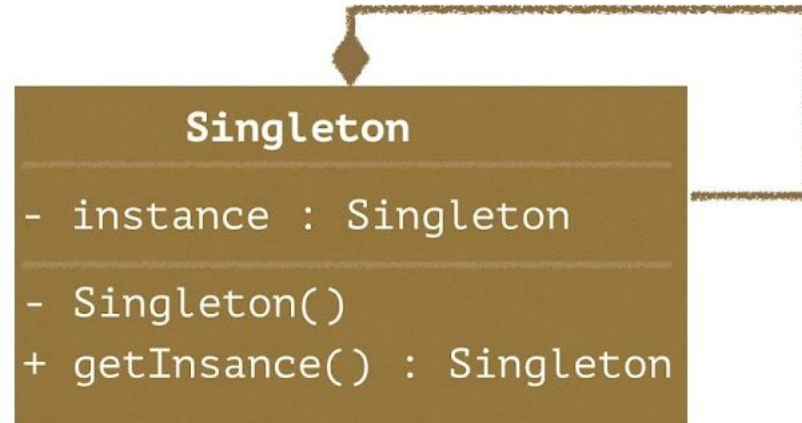 Singleton
- instance : Singleton
- Singleton()
+ getInsance() : Singleton